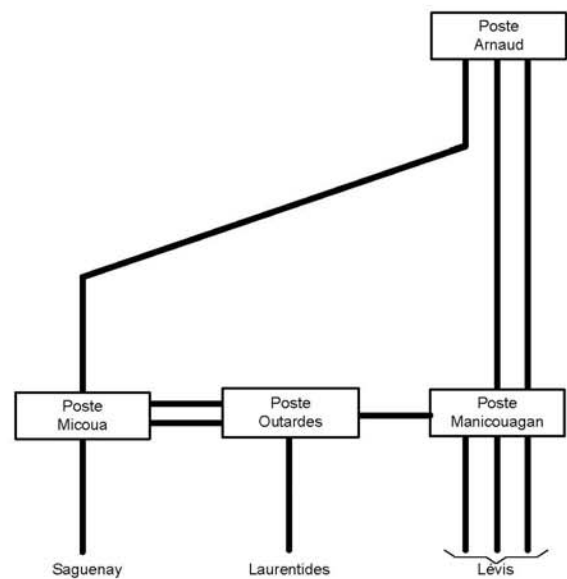 Poste
Arnaud
Poste
Micoua
Poste
Outardes
Poste
Manicouagan
Saguenay
Laurentides
Lévis